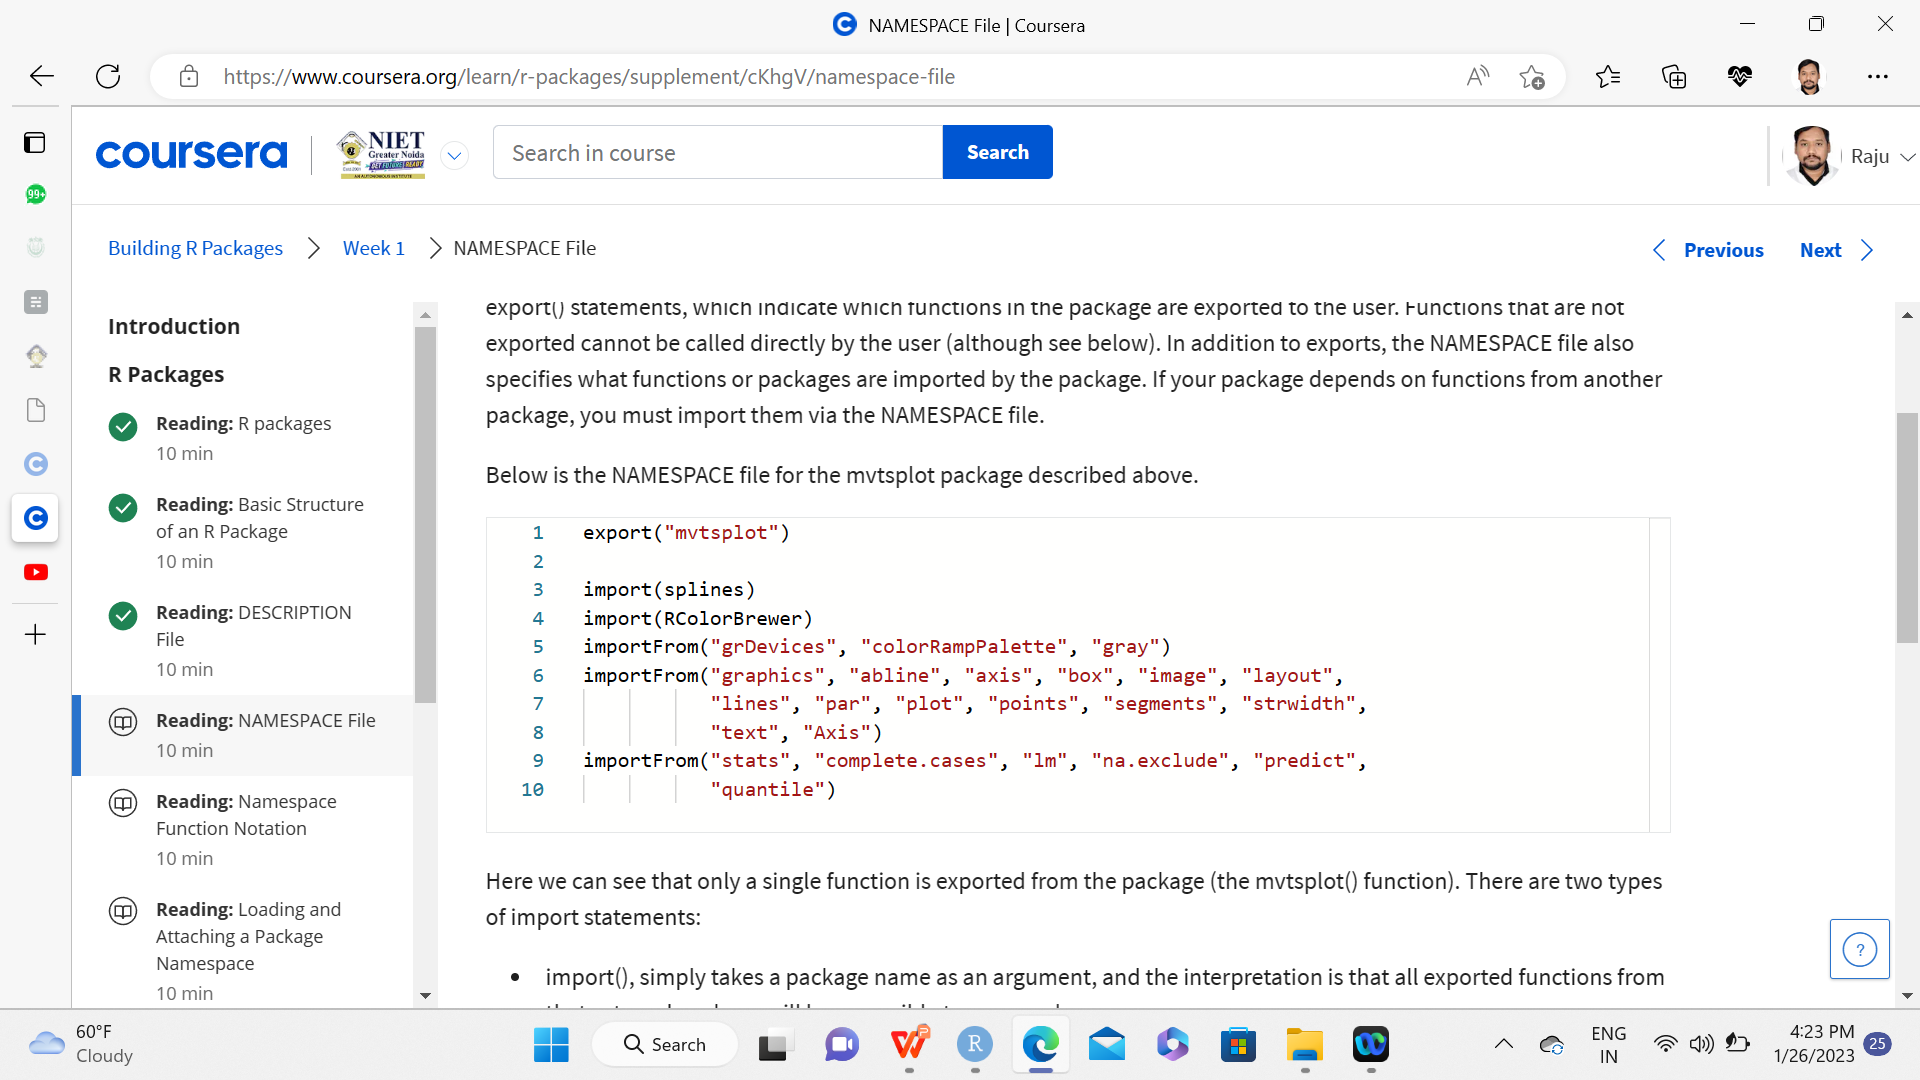 NAMESPACE File | Coursera
https://www.coursera.org/learn/r-packages/supplement/cKhgV/namespace-file
99+
coursera
NIET
Greater Noida
GET FUTURE READY
AN AUTONOMOUS INSTITUTE
Search in course
Search
Raju
Building R Packages
Week 1
NAMESPACE File
Previous
Next
Introduction
R Packages
Reading: R packages
10 min
Reading: Basic Structure
of an R Package
10 min
Reading: DESCRIPTION
File
10 min
Reading: NAMESPACE File
10 min
Reading: Namespace
Function Notation
10 min
Reading: Loading and
Attaching a Package
Namespace
10 min
export() statements, which indicate which functions in the package are exported to the user. Functions that are not
exported cannot be called directly by the user (although see below). In addition to exports, the NAMESPACE file also
specifies what functions or packages are imported by the package. If your package depends on functions from another
package, you must import them via the NAMESPACE file.
Below is the NAMESPACE file for the mvtsplot package described above.
1 export("mvtsplot")
2
3 import(splines)
4 import(RColorBrewer)
5 importFrom("grDevices", "colorRampPalette", "gray")
6 importFrom("graphics", "abline", "axis", "box", "image", "layout",
7 "lines", "par", "plot", "points", "segments", "strwidth",
8 "text", "Axis")
9 importFrom("stats", "complete.cases", "lm", "na.exclude", "predict",
10 "quantile")
Here we can see that only a single function is exported from the package (the mvtsplot() function). There are two types
of import statements:
• import(), simply takes a package name as an argument, and the interpretation is that all exported functions from
?
60°F
Cloudy
Search
ENG
IN
4:23 PM
1/26/2023
25